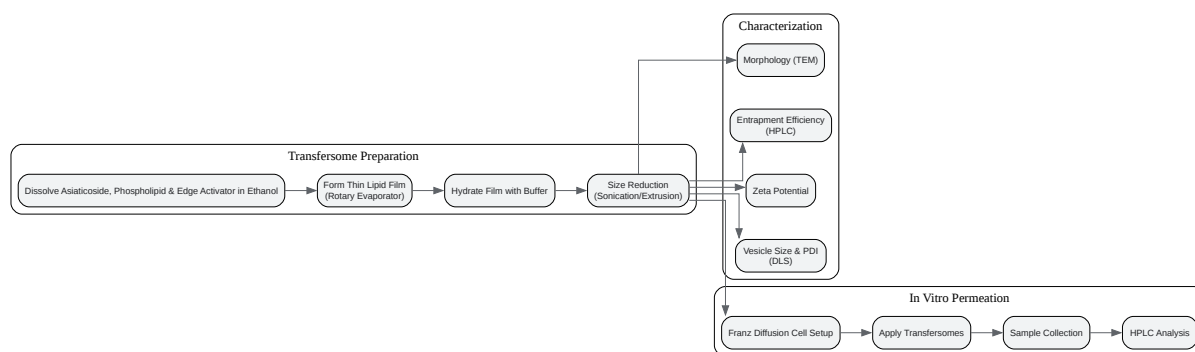 Characterization
Morphology (TEM)
Entrapment Efficiency
(HPLC)
Zeta Potential
Vesicle Size & PDI
(DLS)
Transfersome Preparation
Dissolve Asiaticoside, Phospholipid & Edge Activator in Ethanol
Form Thin Lipid Film
(Rotary Evaporator)
Hydrate Film with Buffer
Size Reduction
(Sonication/Extrusion)
In Vitro Permeation
Franz Diffusion Cell Setup
Apply Transfersomes
Sample Collection
HPLC Analysis